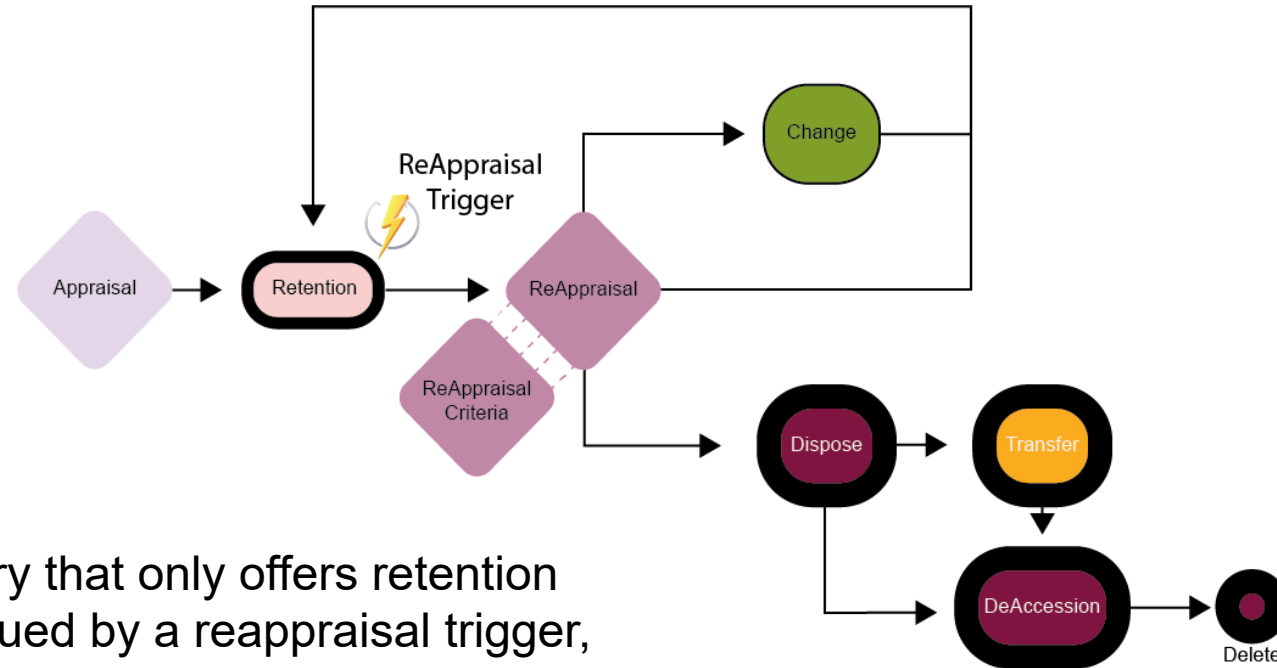 Change
ReAppraisal
Trigger
Appraisal
Retention
ReAppraisal
ReAppraisal
Criteria
Dispose
Transfer
ry that only offers retention
ued by a reappraisal trigger,
DeAccession
Delete